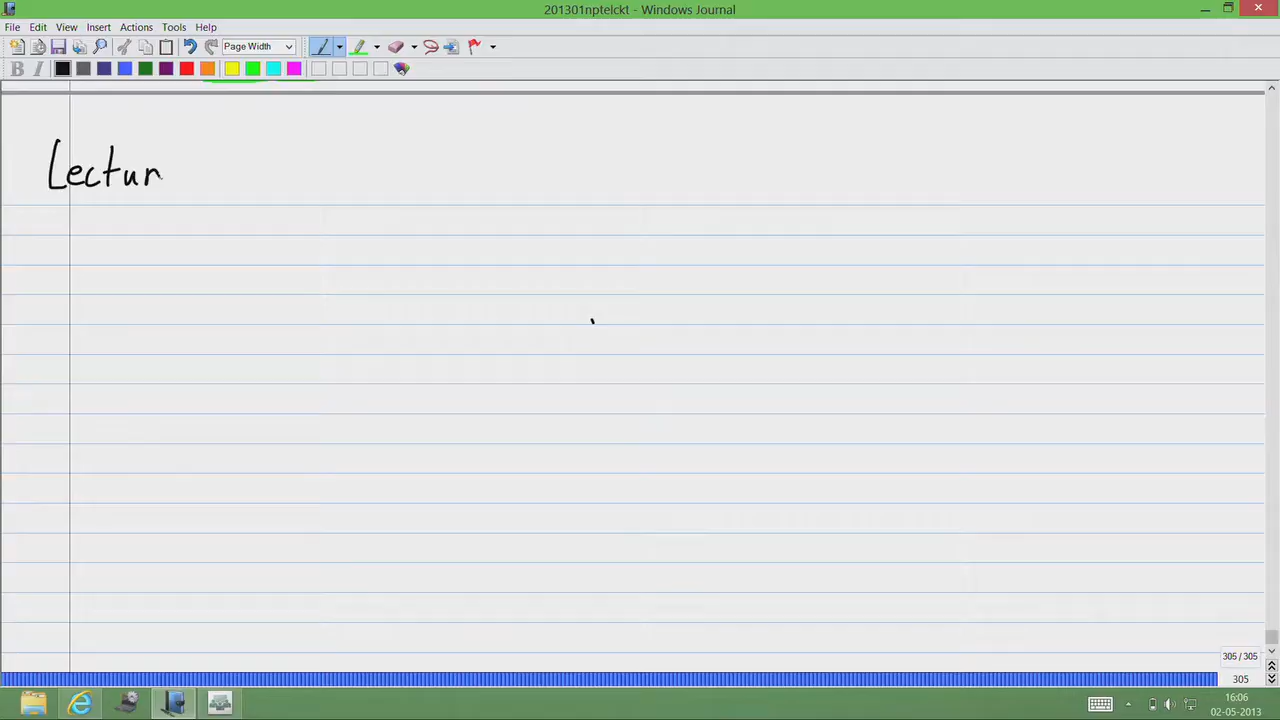 201301nptelckt - Windows Journal
File Edit View Insert Actions Tools Help
Page Width
B I
Lectur
305 / 305
305
16:06
02-05-2013